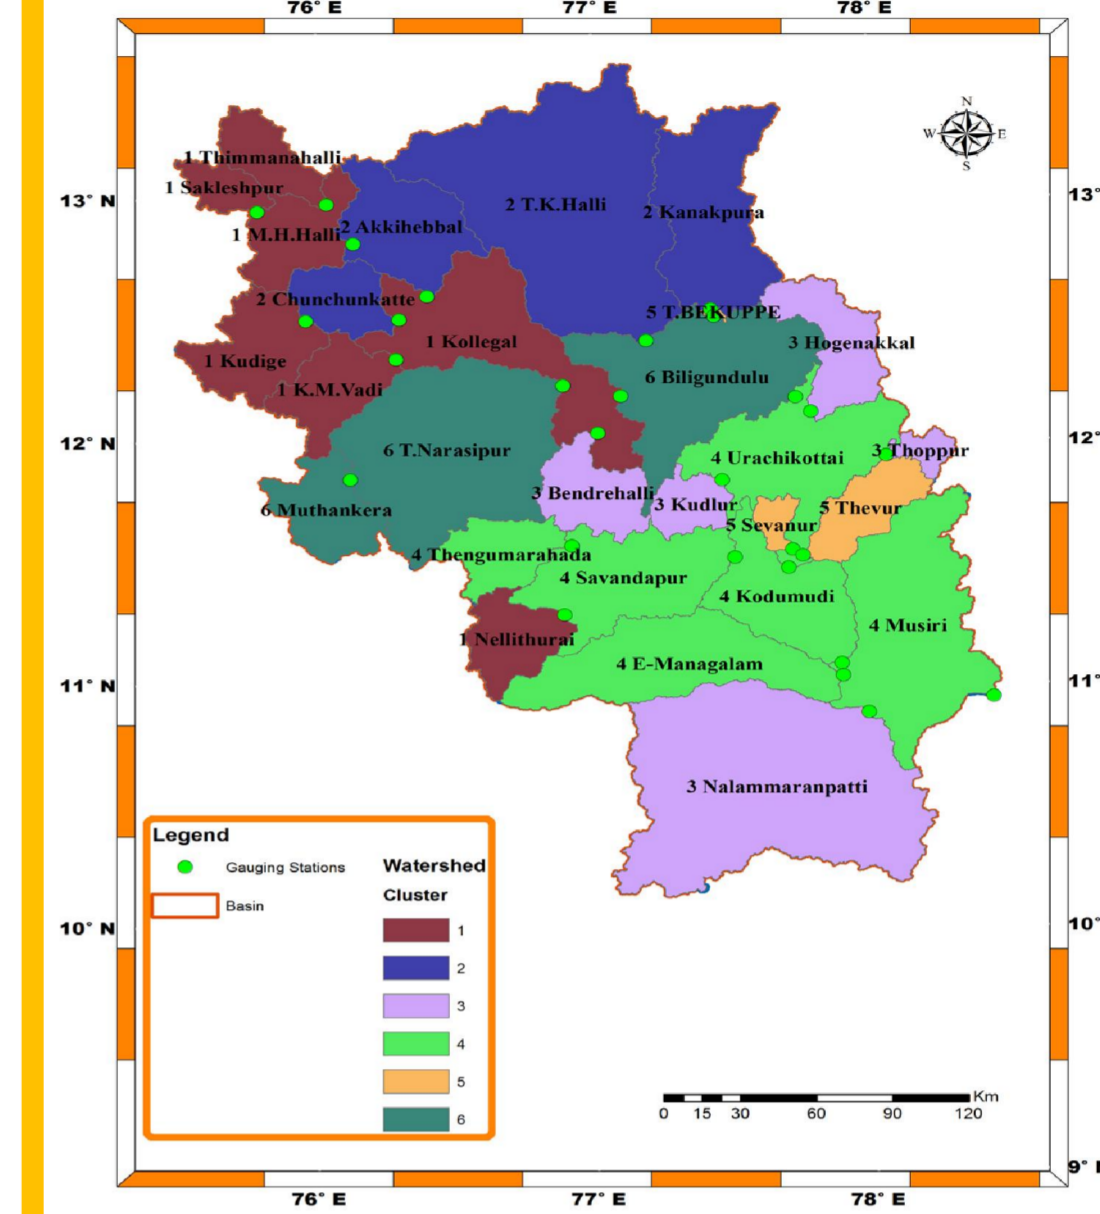 76° E 77° E 78° E
N
W E
S
1 Thimmanahalli
1 Sakleshpur
13° N 13°
2 T.K.Halli
2 Kanakpura
1 M.H.Halli 2 Akkihebbal
2 Chunchunkatte
5 T.BEKUPPE
1 Kollegal
3 Hogenakkal
1 Kudige
6 Biligundulu
1 K.M.Vadi
12° N 12°
6 T.Narasipur
3 Thoppur
4 Urachikottai
3 Bendrehalli
3 Kudlur
6 Muthankera
5 Thevur
5 Sevanur
4 Thengumarahada
4 Savandapur
4 Kodumudi
4 Musiri
1 Nellithurai
4 E-Managalam
11° N 11°
3 Nalammaranpatti
Legend
Gauging Stations
Basin
Watershed
Cluster
1
2
3
4
5
6
10° N 10°
Km
0 15 30 60 90 120
9°
76° E 77° E 78° E